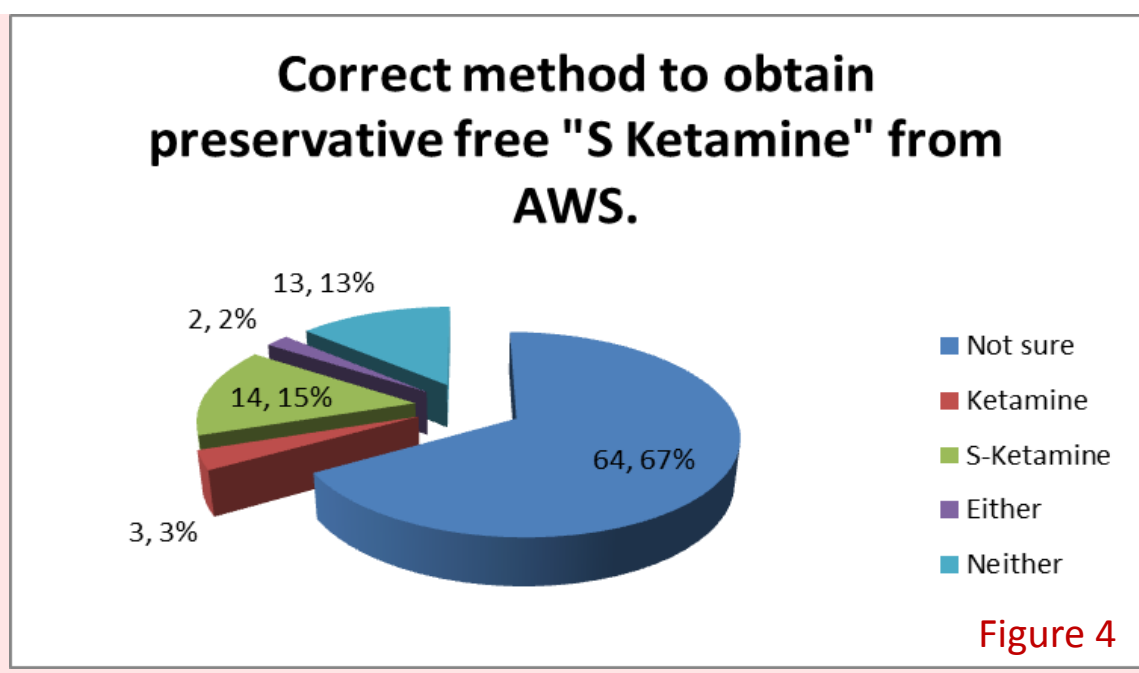 Correct method to obtain
preservative free "S Ketamine" from
AWS.
13, 13%
2, 2%
14, 15%
64, 67%
3, 3%
Not sure
Ketamine
S-Ketamine
Either
Neither
Figure 4